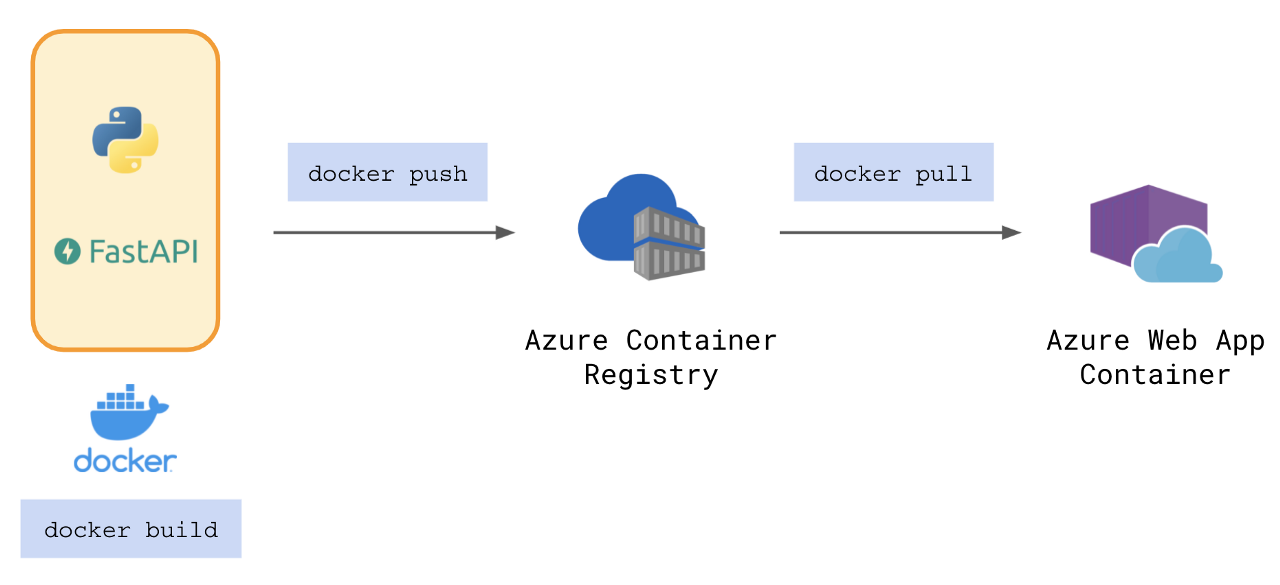 FastAPI
docker
docker build
docker push
Azure Container
Registry
docker pull
Azure Web App
Container